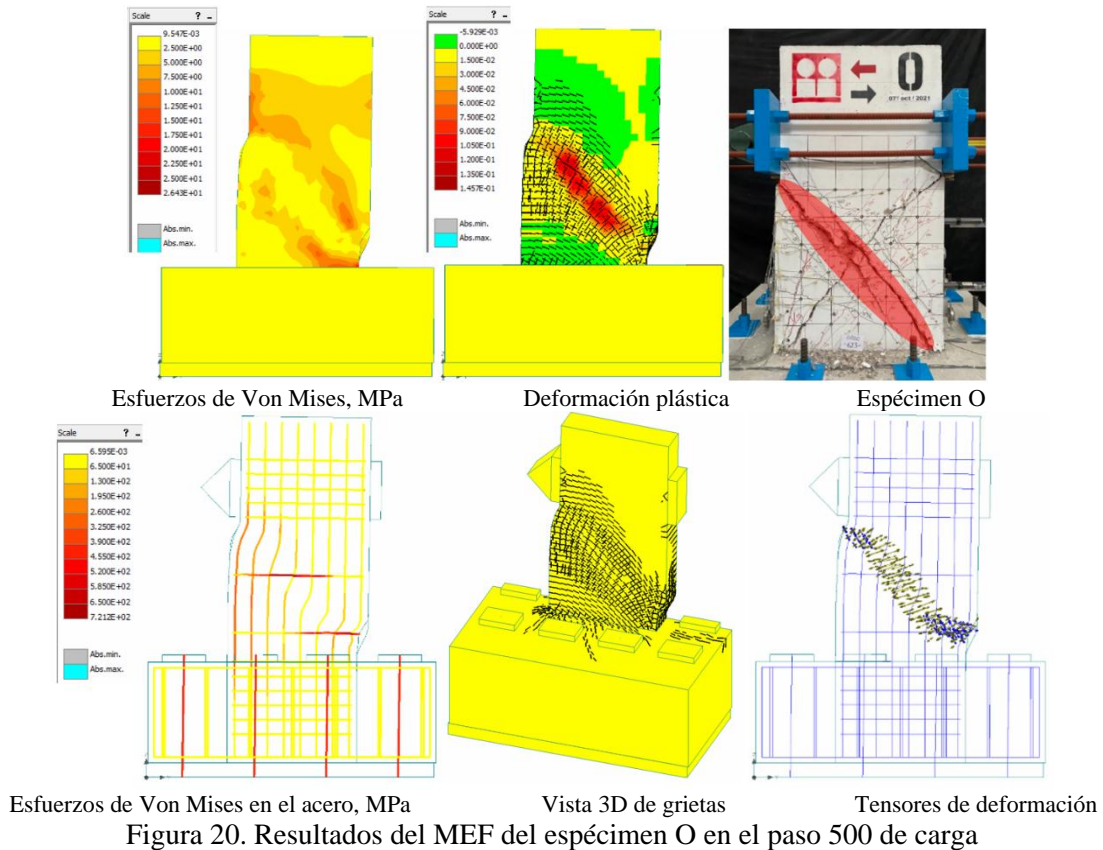 Scale ? -
9.547E-03
2.500E+00
5.000E+00
7.500E+00
1.000E+01
1.250E+01
1.500E+01
1.750E+01
2.000E+01
2.250E+01
2.500E+01
2.643E+01
Abs.min.
Abs.max.
Scale ? -
-5.929E-03
0.000E+00
1.500E-02
3.000E-02
4.500E-02
6.000E-02
7.500E-02
9.000E-02
1.050E-01
1.200E-01
1.350E-01
1.457E-01
Abs.min.
Abs.max.
O
Esfuerzos de Von Mises, MPa
Deformación plástica
Espécimen O
Scale ? -
6.595E-03
6.500E+01
1.300E+02
1.950E+02
2.600E+02
3.250E+02
3.900E+02
4.550E+02
5.200E+02
5.850E+02
6.500E+02
7.212E+02
Abs.min.
Abs.max.
Esfuerzos de Von Mises en el acero, MPa
Vista 3D de grietas
Tensores de deformación
Figura 20. Resultados del MEF del espécimen O en el paso 500 de carga